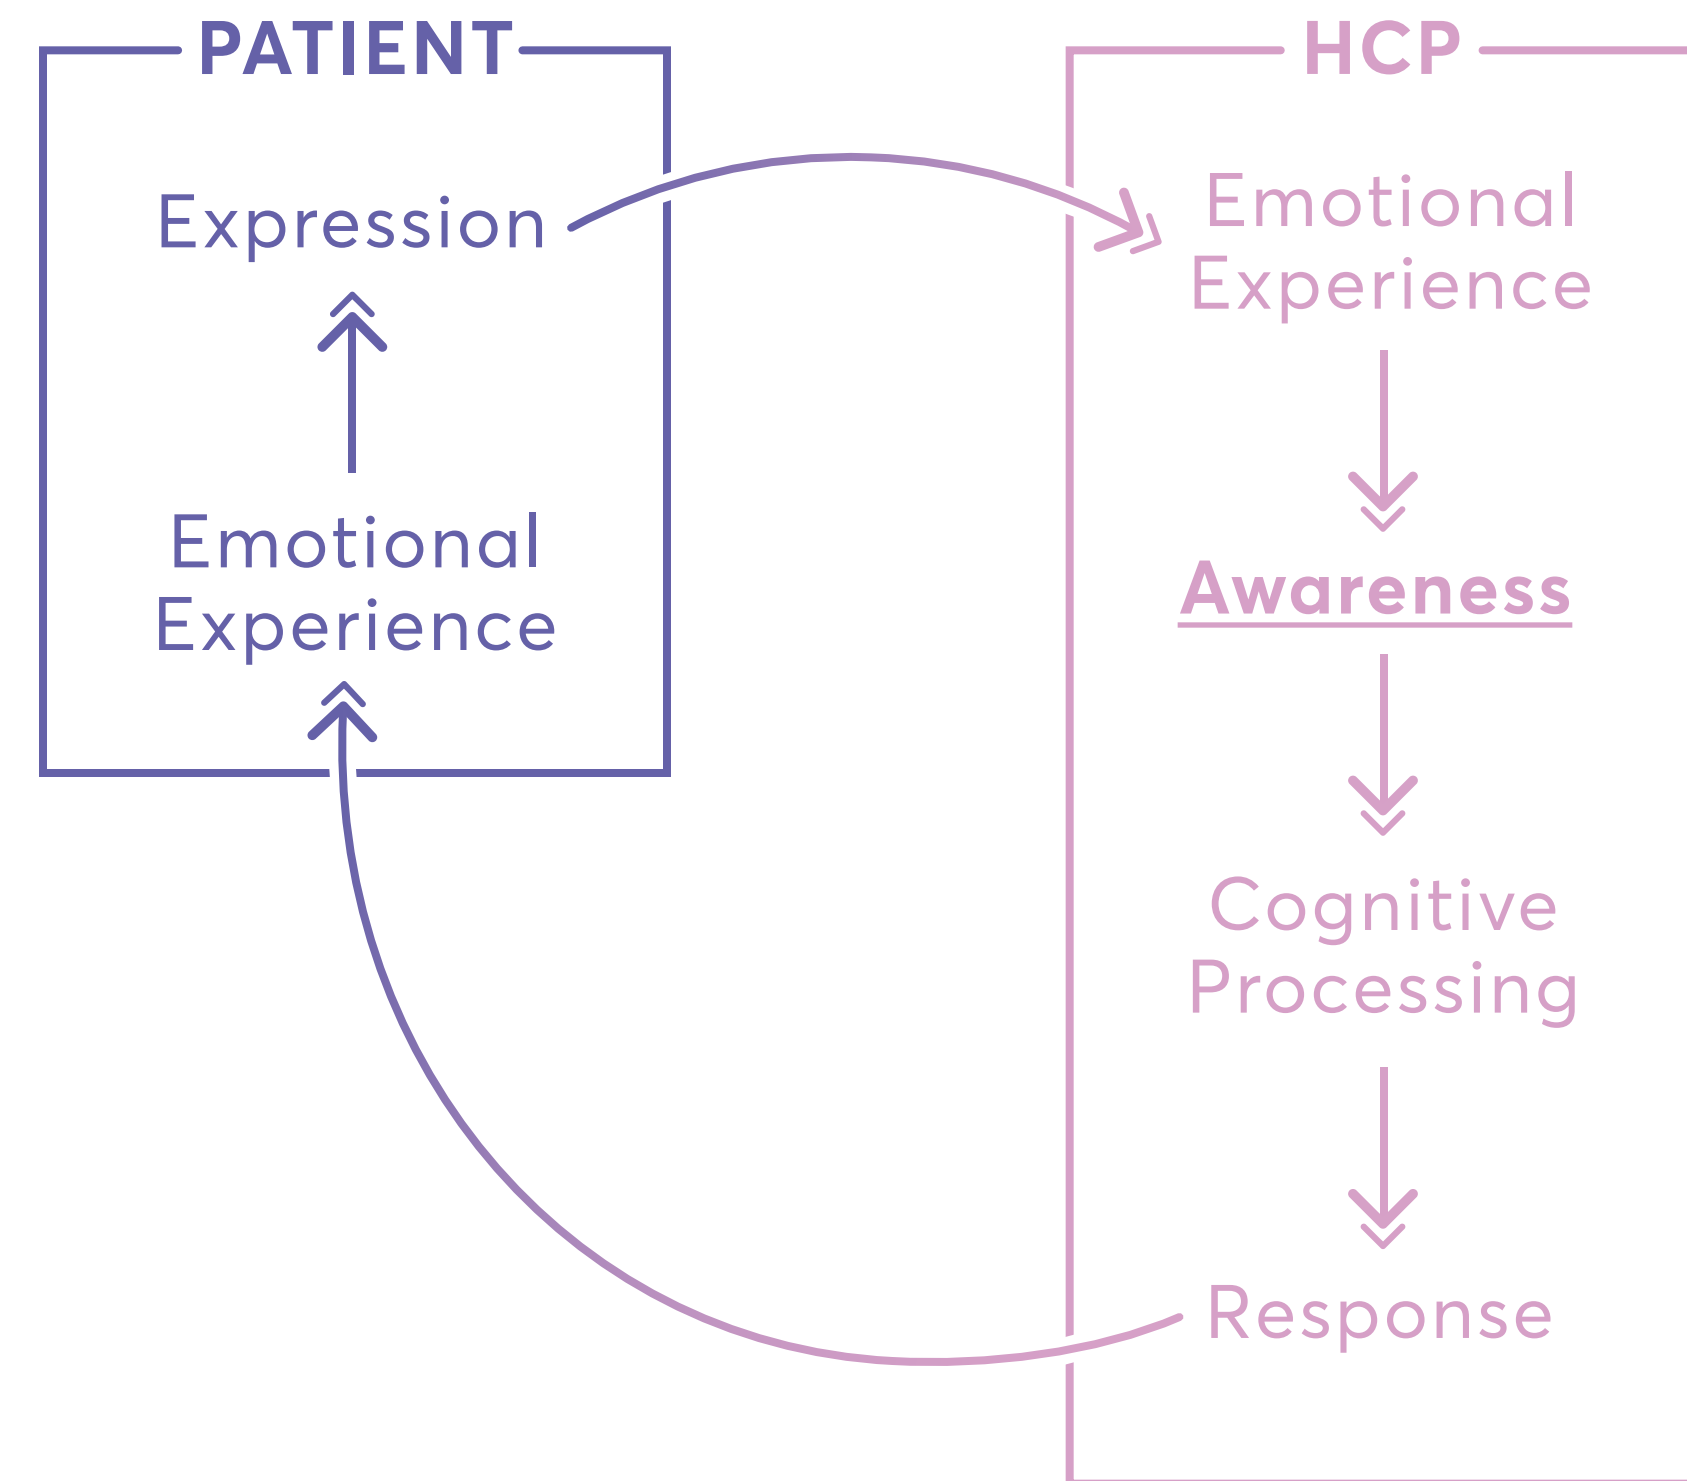 PATIENT
Expression
Emotional
Experience
HCP
Emotional
Experience
Awareness
Cognitive
Processing
Response